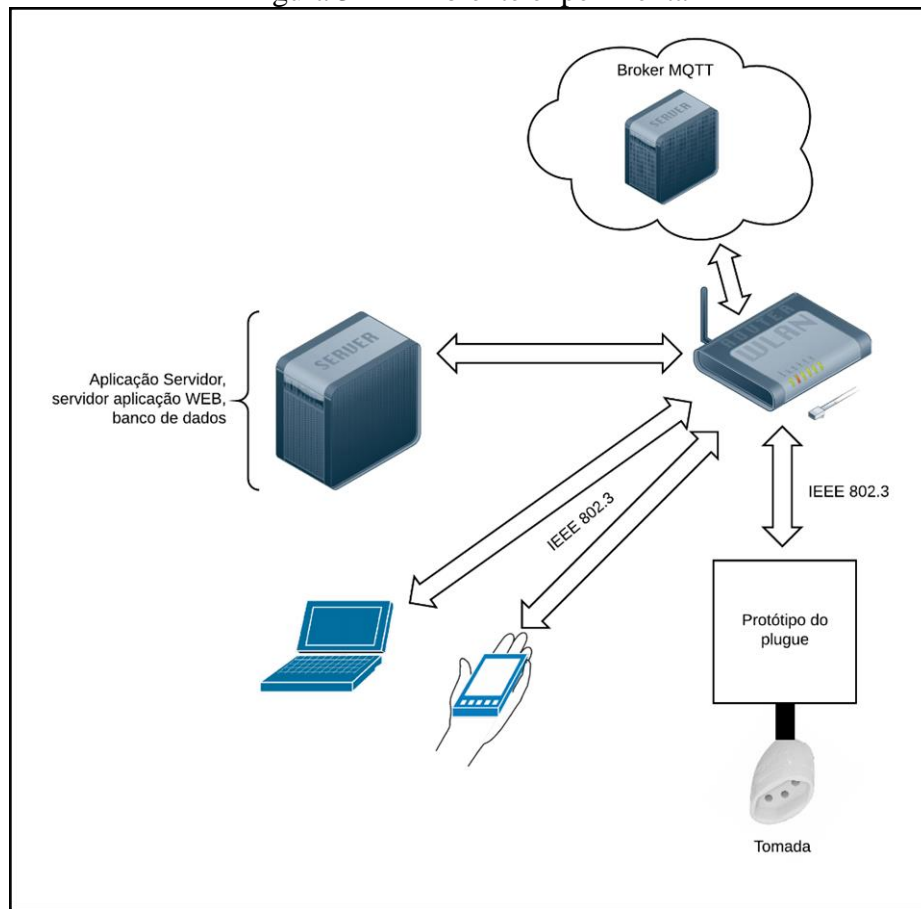 Broker MQTT
SERVER
ROUTER
WLAN
SERVER
Aplicação Servidor,
servidor aplicação WEB,
banco de dados
IEEE 802.3
IEEE 802.3
Protótipo do
plugue
Tomada